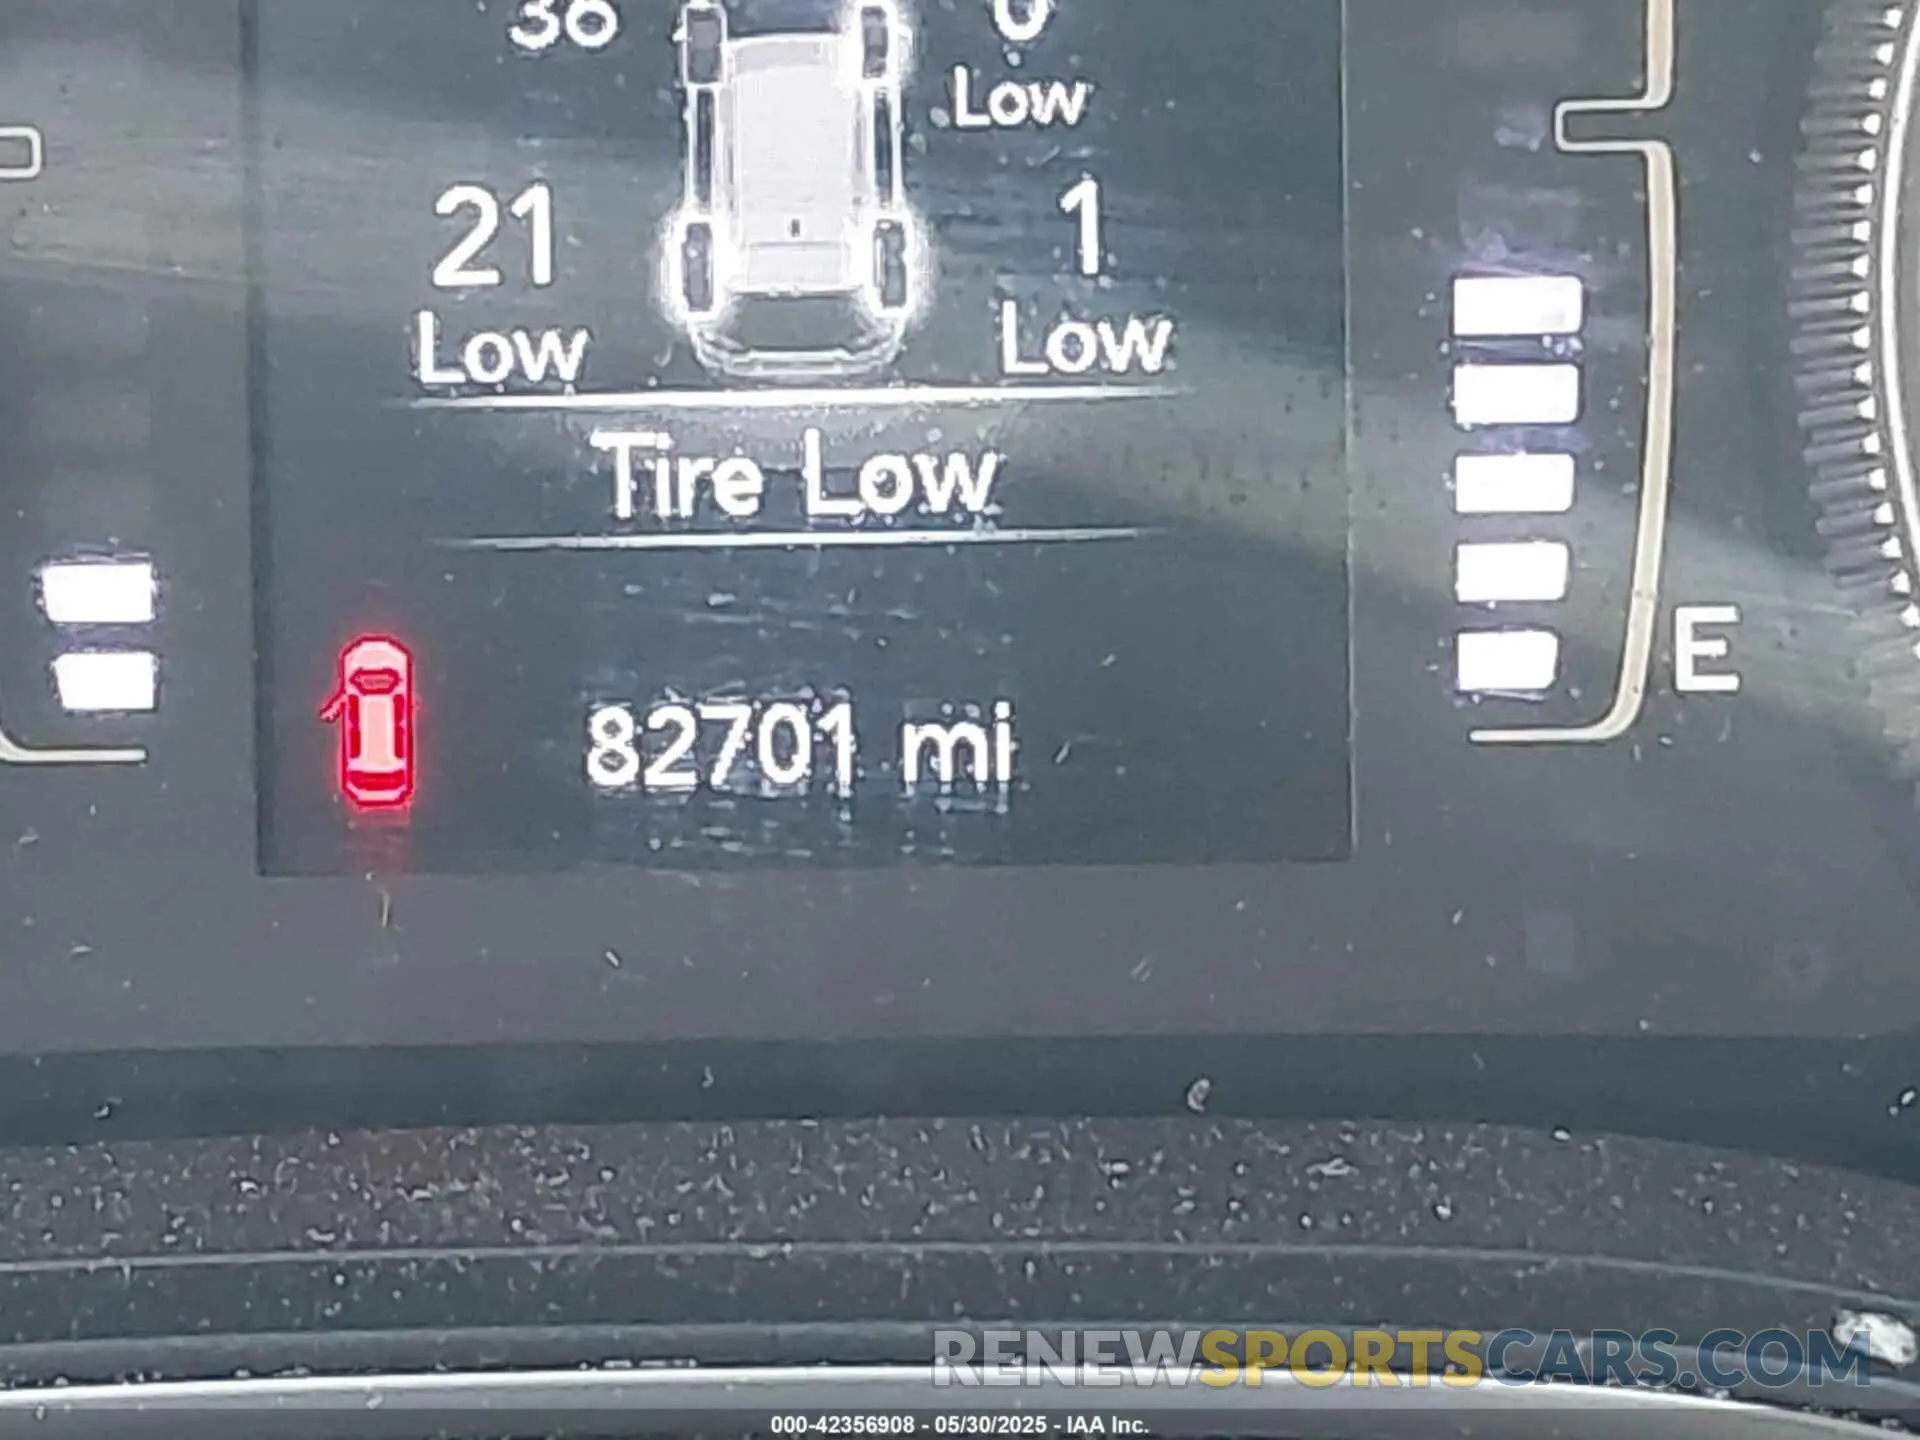 36 0
Low
21 1
Low Low
Tire Low
82701 mi
E
RENEWSPORTSCARS.COM
000-42356908 - 05/30/2025 - IAA Inc.